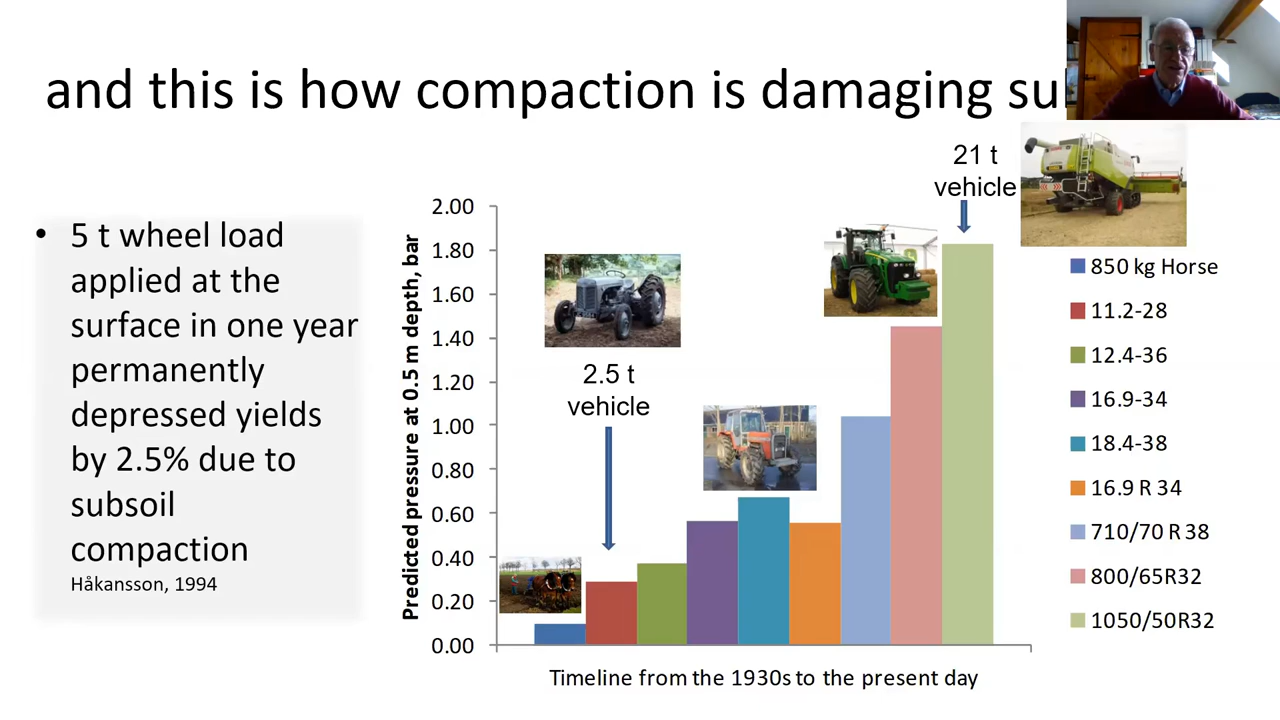 and this is how compaction is damaging su
• 5 t wheel load
applied at the
surface in one year
permanently
depressed yields
by 2.5% due to
subsoil
compaction
Håkansson, 1994
Predicted pressure at 0.5 m depth, bar
2.00
1.80
1.60
1.40
1.20
1.00
0.80
0.60
0.40
0.20
0.00
2.5 t
vehicle
21 t
vehicle
Timeline from the 1930s to the present day
850 kg Horse
11.2-28
12.4-36
16.9-34
18.4-38
16.9 R 34
710/70 R 38
800/65R32
1050/50R32